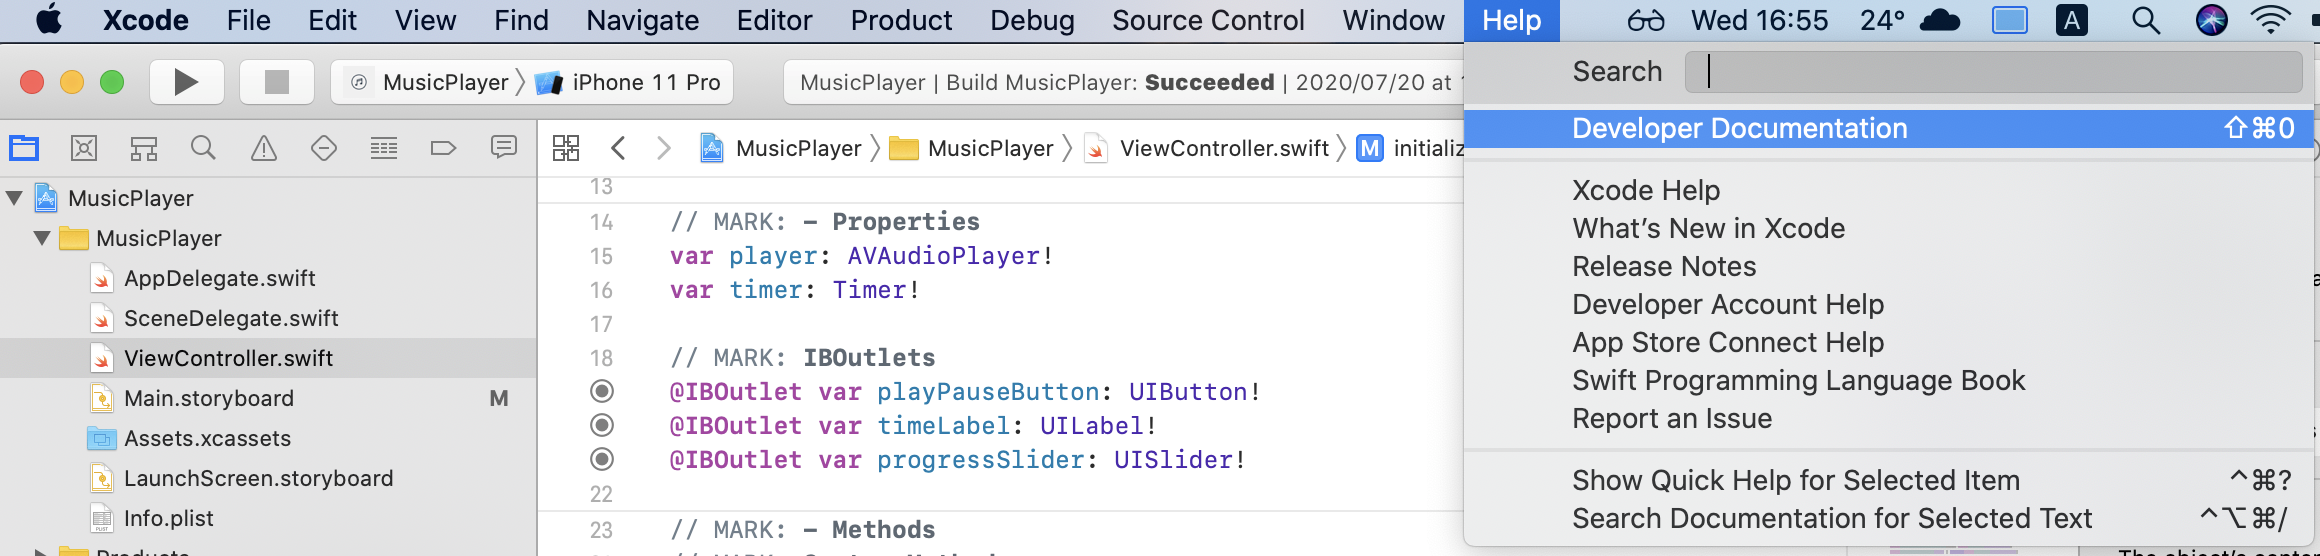 Xcode File Edit View Find Navigate Editor Product Debug Source Control Window Help Wed 16:55 24° A
MusicPlayer iPhone 11 Pro
MusicPlayer | Build MusicPlayer: Succeeded | 2020/07/20 at
MusicPlayer MusicPlayer ViewController.swift M
MusicPlayer
MusicPlayer
AppDelegate.swift
SceneDelegate.swift
ViewController.swift
Main.storyboard M
Assets.xcassets
LaunchScreen.storyboard
Info.plist
13
14 // MARK: - Properties
15 var player: AVAudioPlayer!
16 var timer: Timer!
17
18 // MARK: IBOutlets
@IBOutlet var playPauseButton: UIButton!
@IBOutlet var timeLabel: UILabel!
@IBOutlet var progressSlider: UISlider!
22
23 // MARK: - Methods
Search
Developer Documentation ⇧⌘0
Xcode Help
What's New in Xcode
Release Notes
Developer Account Help
App Store Connect Help
Swift Programming Language Book
Report an Issue
Show Quick Help for Selected Item ^⌘?
Search Documentation for Selected Text ^⌥⌘/